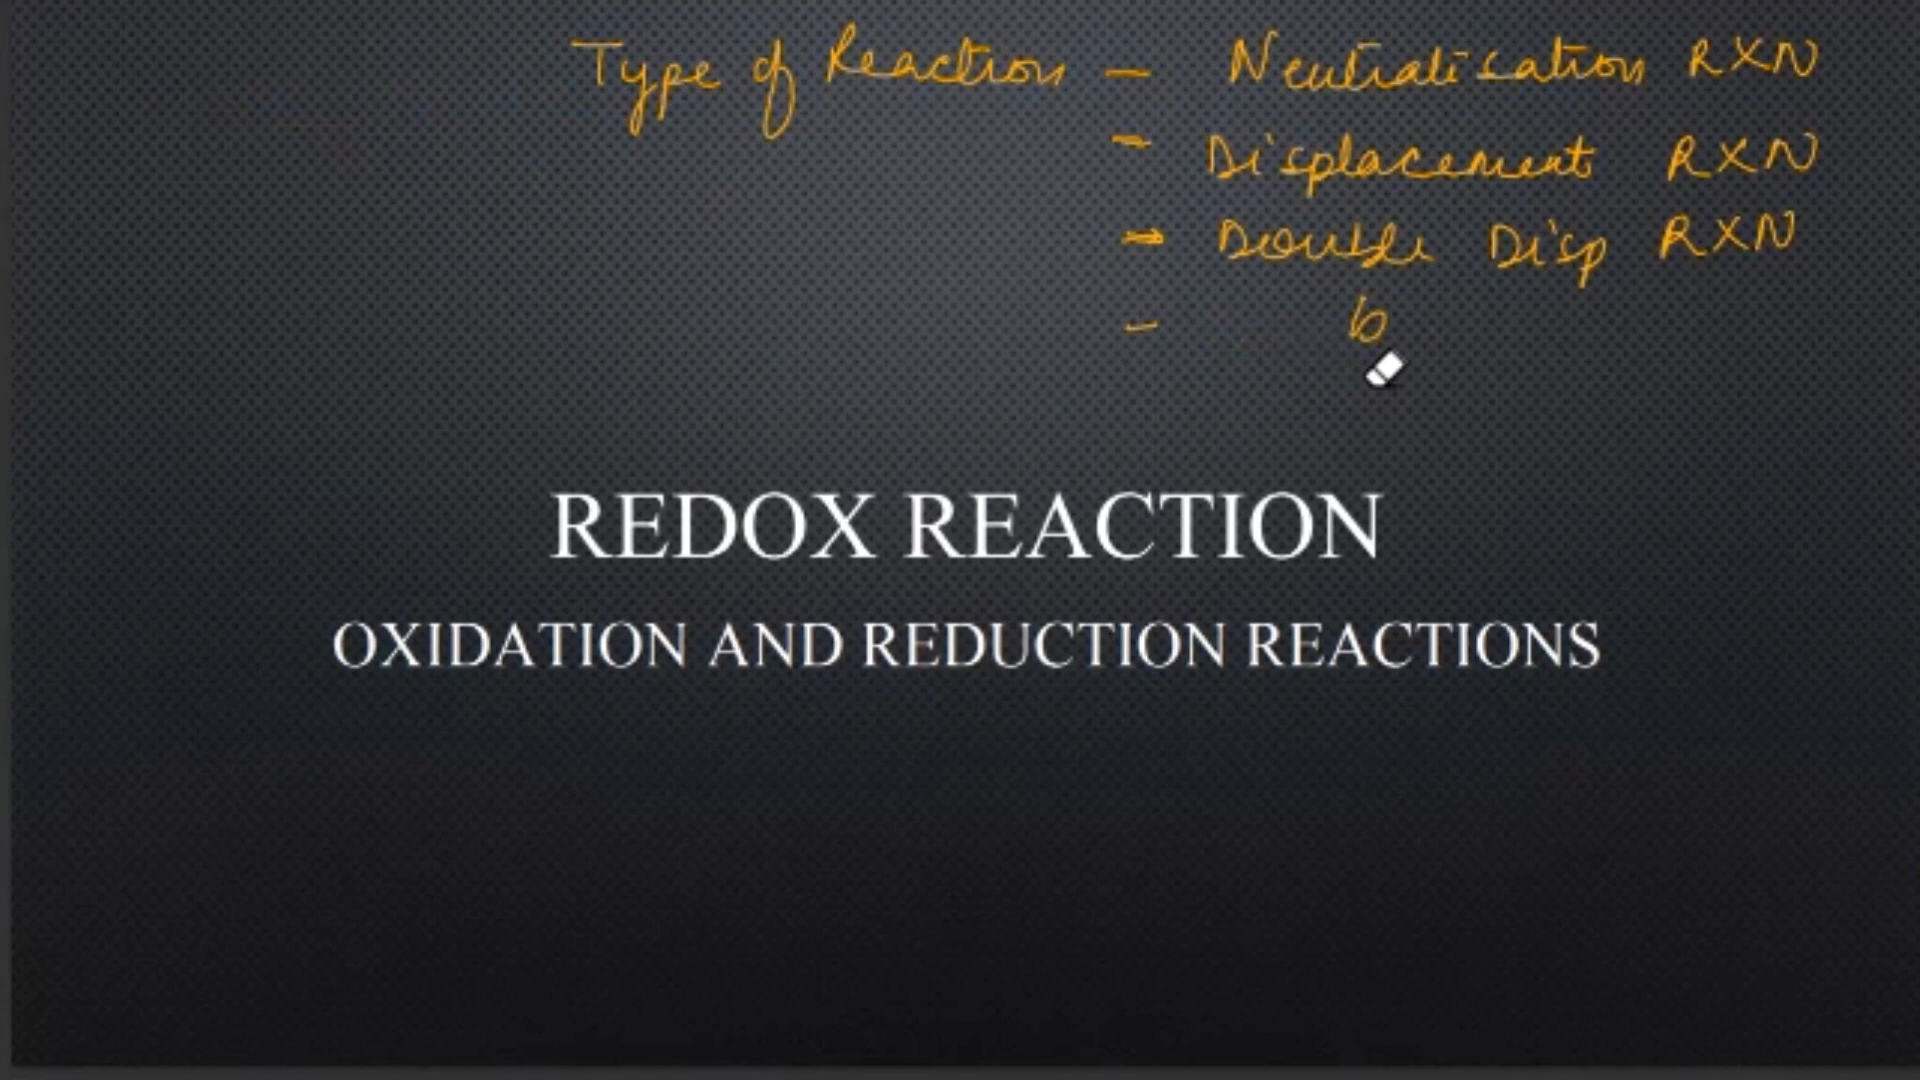 Type of Reaction - Neutralisation RXN
- Displacement RXN
- Double Disp RXN
- b
REDOX REACTION
OXIDATION AND REDUCTION REACTIONS